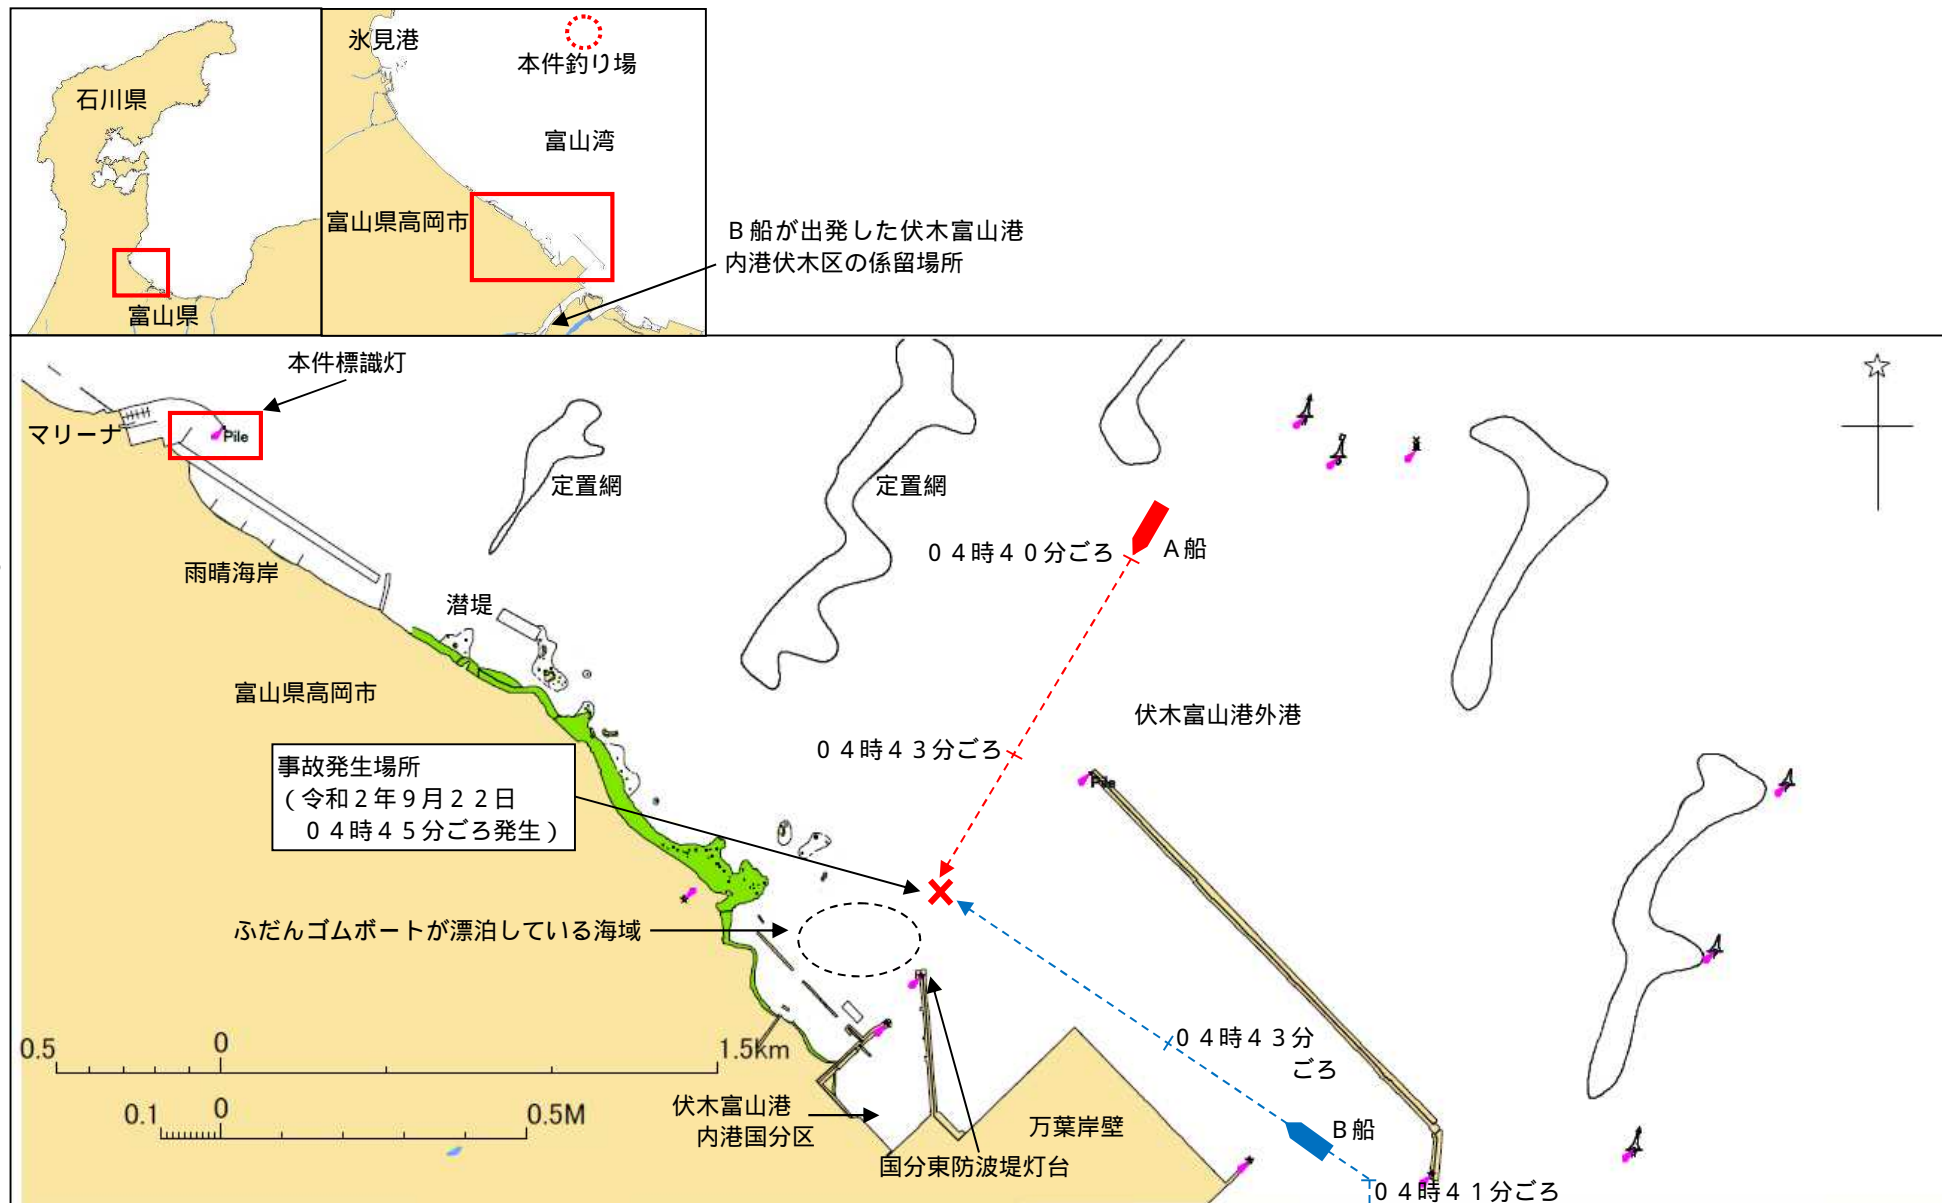 石川県
富山県
氷見港
本件釣り場
富山湾
富山県高岡市
B船が出発した伏木富山港
内港伏木区の係留場所
本件標識灯
マリーナ
Pile
定置網
定置網
雨晴海岸
潜堤
04時40分ごろ
A船
富山県高岡市
伏木富山港外港
04時43分ごろ
Pile
事故発生場所
(令和2年9月22日
04時45分ごろ発生)
ふだんゴムボートが漂泊している海域
04時43分
ごろ
0.5 0 1.5km
0.1 0 0.5M
伏木富山港
内港国分区
万葉岸壁
B船
国分東防波堤灯台
04時41分ごろ